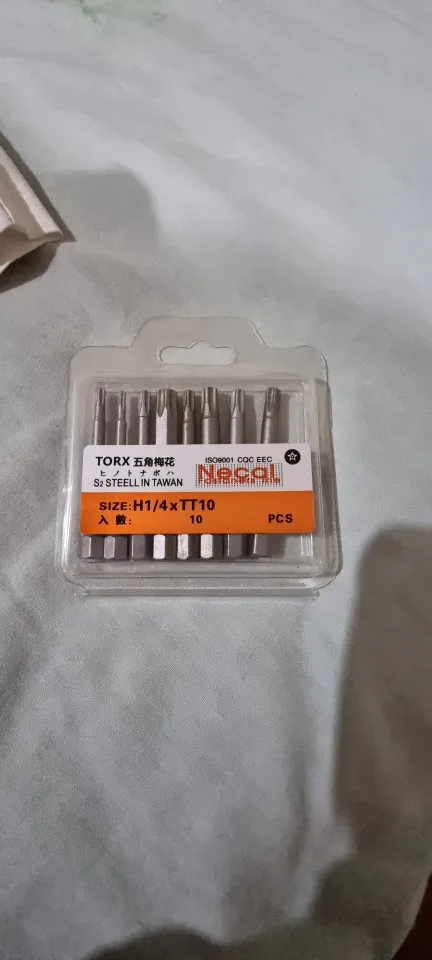 TORX 五角梅花
ヒノトナボハ
S2 STEELL IN TAWAN
ISO9001 CQC EEC
Necal
SIZE: H1/4xTT10
入數: 10 PCS